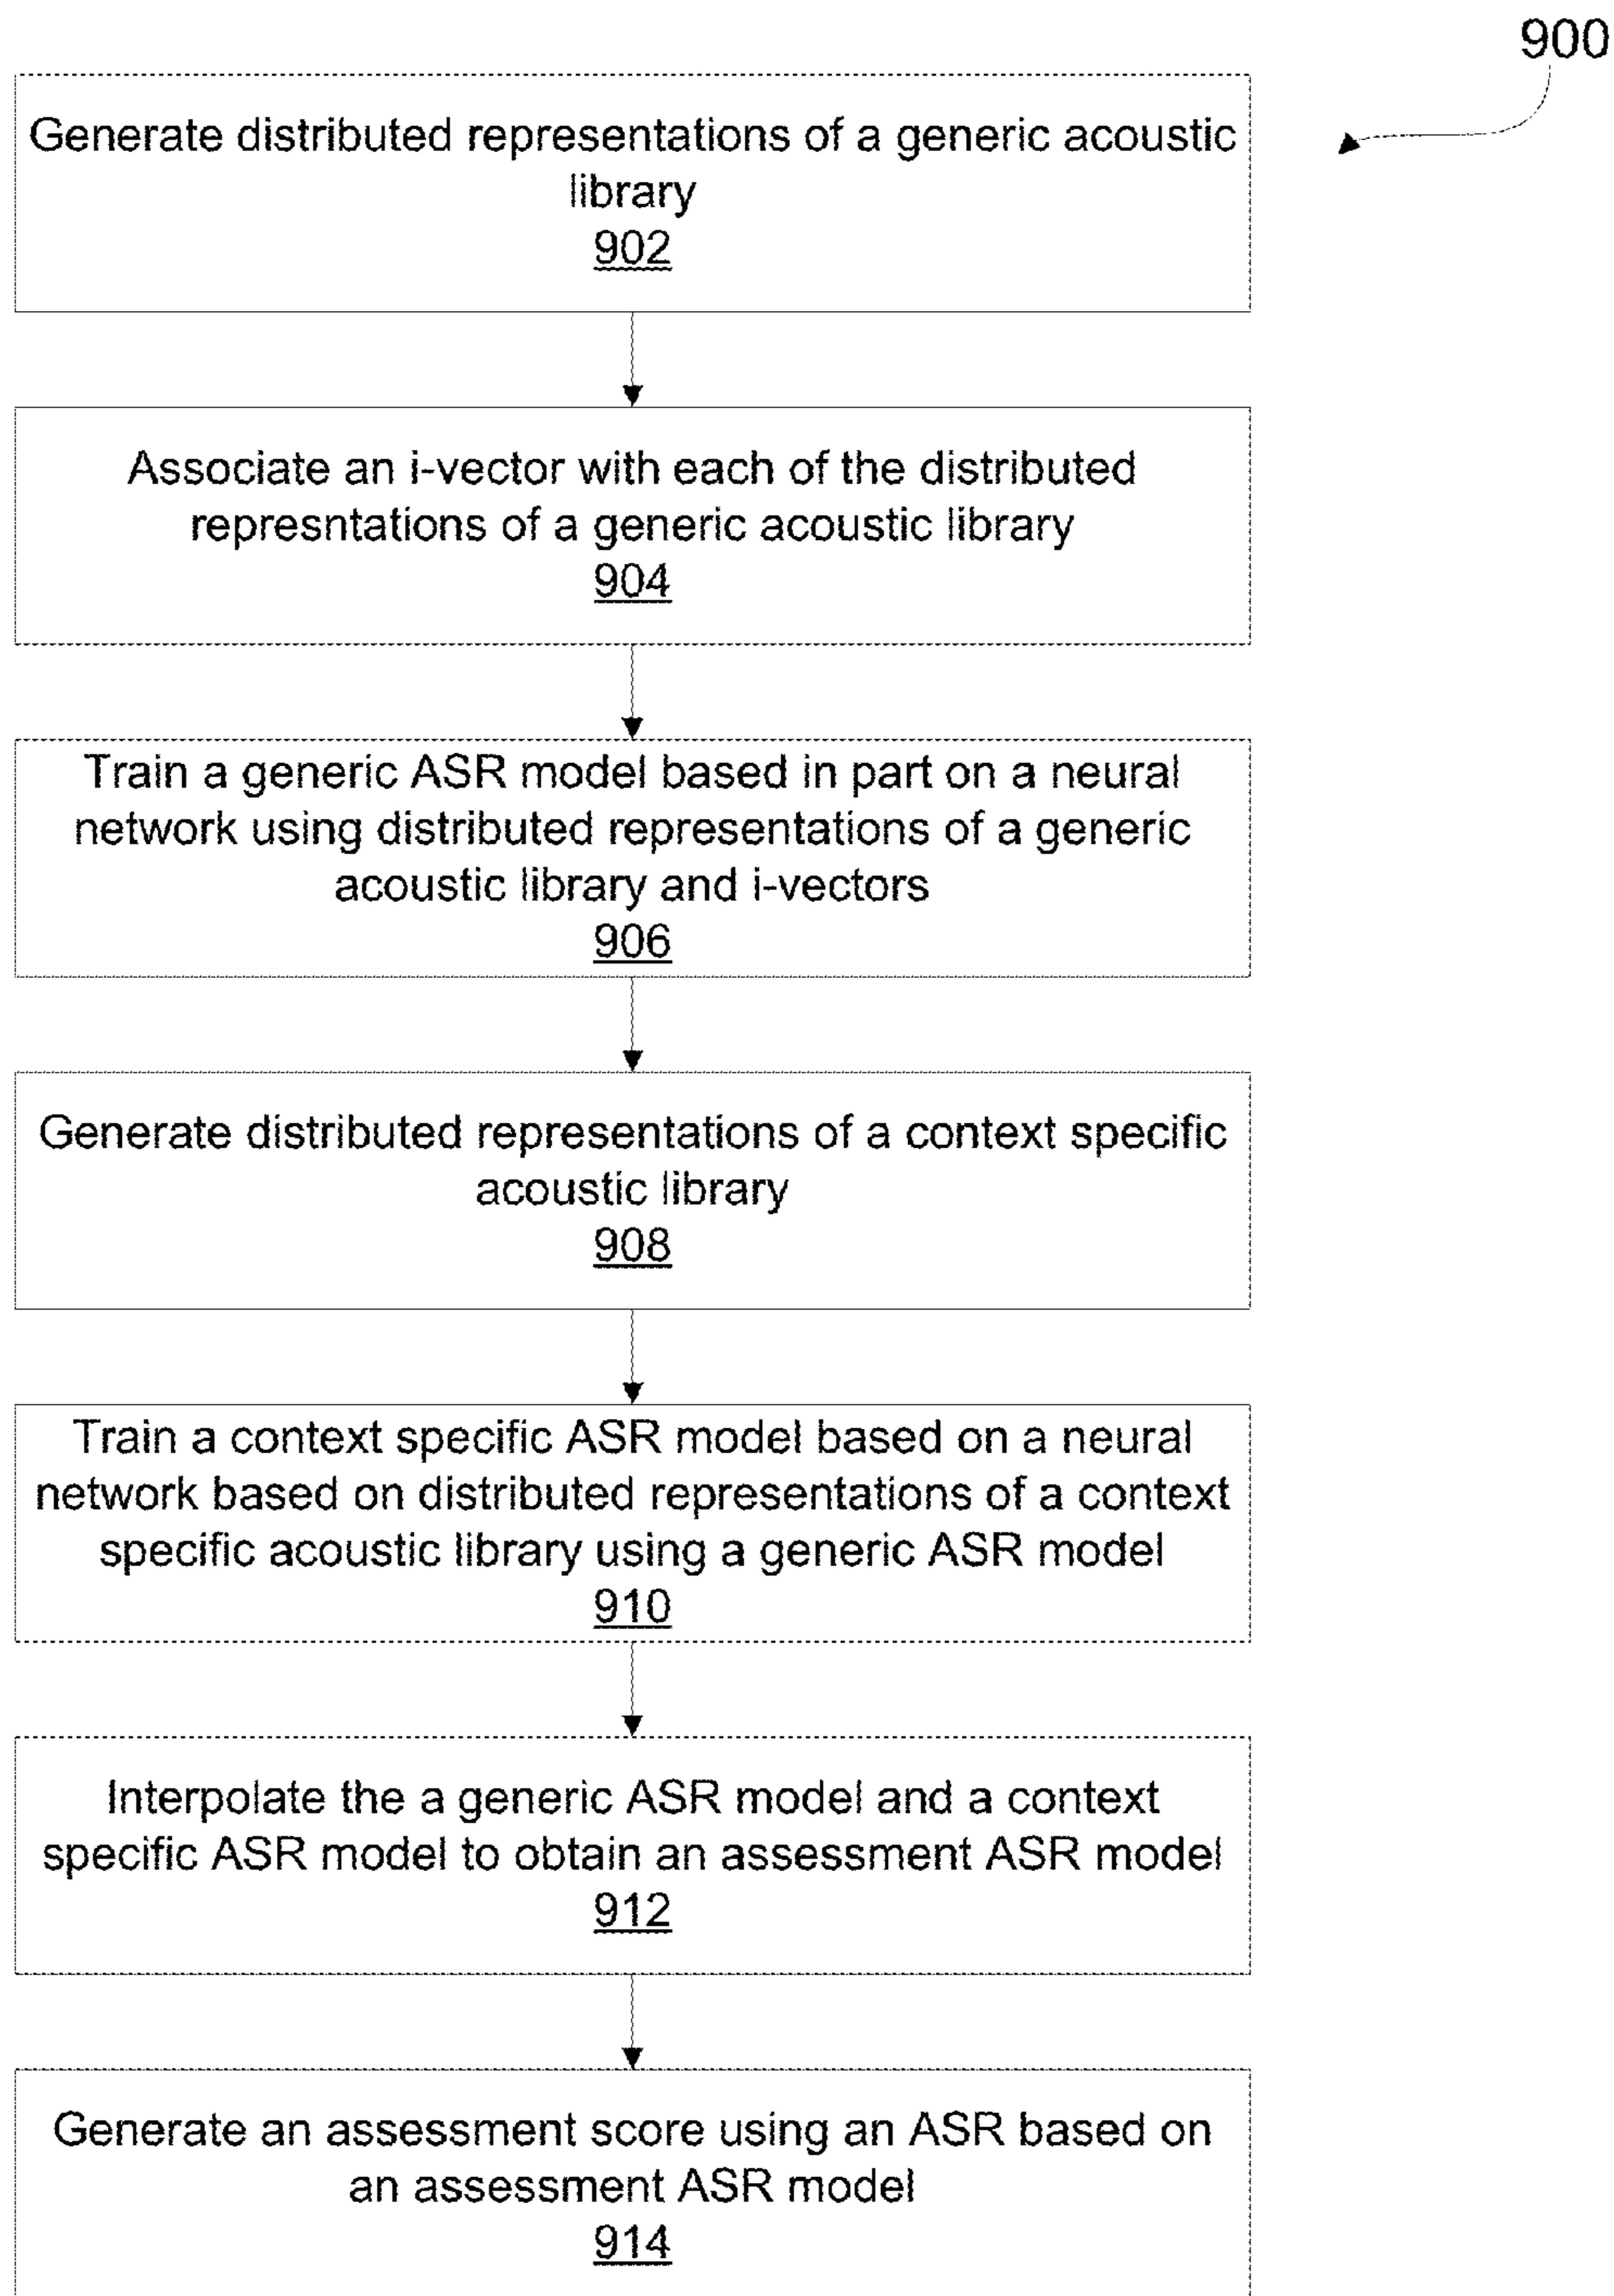 900
Generate distributed representations of a generic acoustic
library
902
Associate an i-vector with each of the distributed
represntations of a generic acoustic library
904
Train a generic ASR model based in part on a neural
network using distributed representations of a generic
acoustic library and i-vectors
906
Generate distributed representations of a context specific
acoustic library
908
Train a context specific ASR model based on a neural
network based on distributed representations of a context
specific acoustic library using a generic ASR model
910
Interpolate the a generic ASR model and a context
specific ASR model to obtain an assessment ASR model
912
Generate an assessment score using an ASR based on
an assessment ASR model
914